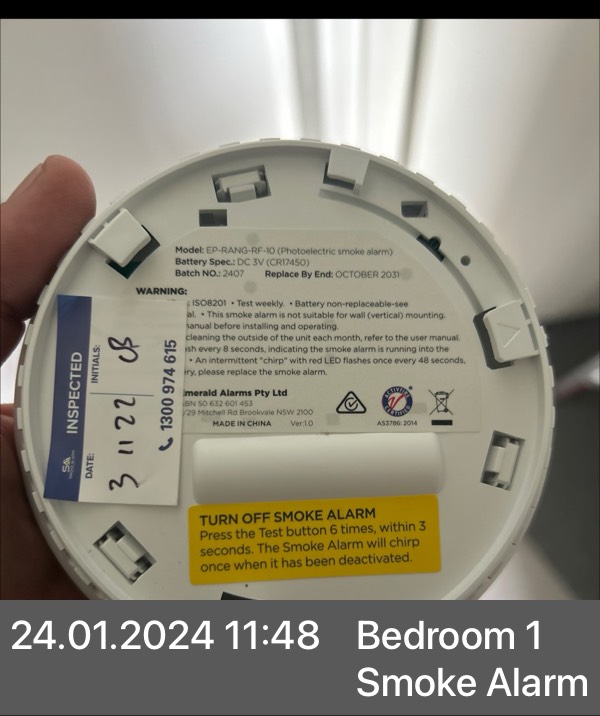 Model: EP-RANG-RF-10 (Photoelectric smoke alarm)
Battery Spec.: DC 3V (CR17450)
Batch NO.: 2407 Replace By End: OCTOBER 2031
WARNING:
ISO8201 • Test weekly. • Battery non-replaceable-see
• This smoke alarm is not suitable for wall (vertical) mounting.
manual before installing and operating.
cleaning the outside of the unit each month, refer to the user manual.
every 8 seconds, indicating the smoke alarm is running into the
• An intermittent "chirp" with red LED flashes once every 48 seconds,
please replace the smoke alarm.
merald Alarms Pty Ltd
ABN 50 632 601 453
/29 Mitchell Rd Brookvale NSW 2100
MADE IN CHINA Ver:1.0
AS3786: 2014
INSPECTED
DATE: INITIALS:
3 11 22 CB
1300 974 615
TURN OFF SMOKE ALARM
Press the Test button 6 times, within 3
seconds. The Smoke Alarm will chirp
once when it has been deactivated.
24.01.2024 11:48 Bedroom 1
Smoke Alarm